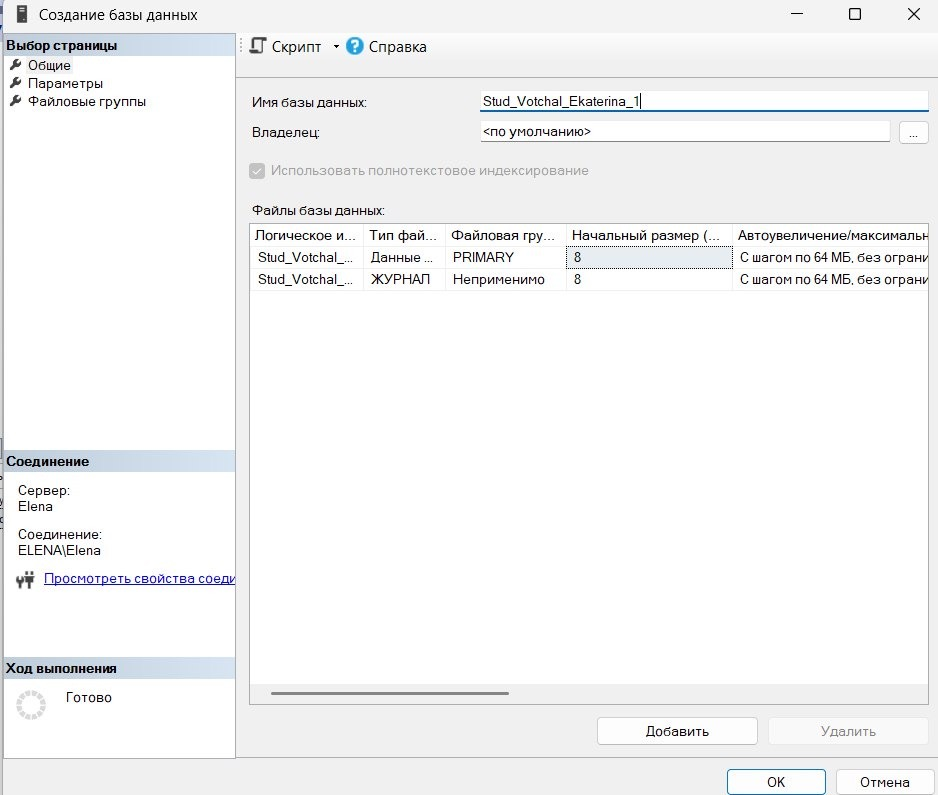 Создание базы данных
Выбор страницы
Общие
Параметры
Файловые группы
Скрипт
Справка
Имя базы данных: Stud_Votchal_Ekaterina_1
Владелец: <по умолчанию> ...
Использовать полнотекстовое индексирование
Файлы базы данных:
Логическое и... Тип фай... Файловая гру... Начальный размер (... Автоувеличение/максимальн
Stud_Votchal_... Данные ... PRIMARY 8 С шагом по 64 МБ, без ограни
Stud_Votchal_... ЖУРНАЛ Неприменимо 8 С шагом по 64 МБ, без ограни
Соединение
Сервер:
Elena
Соединение:
ELENA\Elena
Просмотреть свойства соеди
Ход выполнения
Готово
Добавить Удалить
OK Отмена